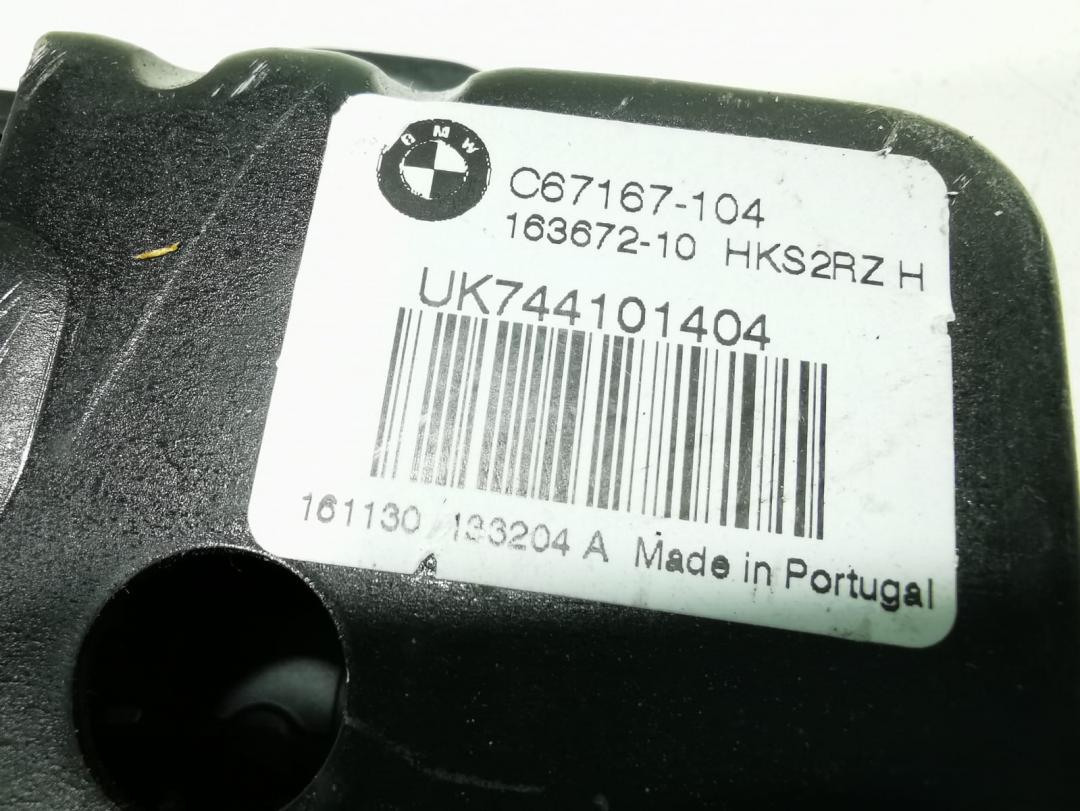 BMW
C67167-104
163672-10 HKS2RZ H
UK744101404
161130 133204 A Made in Portugal